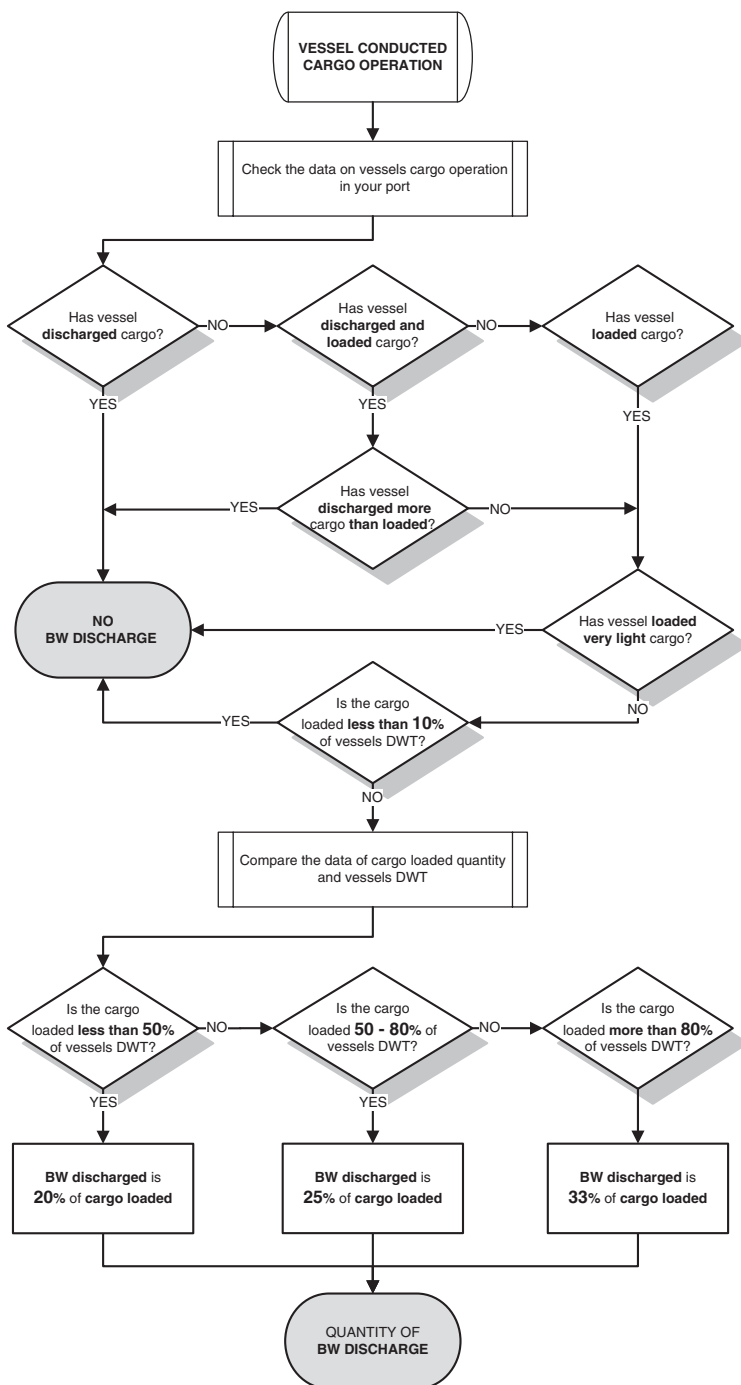 VESSEL CONDUCTED
CARGO OPERATION
Check the data on vessels cargo operation
in your port
Has vessel
discharged cargo?
NO
Has vessel
discharged and
loaded cargo?
NO
Has vessel
loaded cargo?
YES
YES
YES
YES
Has vessel
discharged more
cargo than loaded?
NO
NO
BW DISCHARGE
YES
Has vessel loaded
very light cargo?
YES
Is the cargo
loaded less than 10%
of vessels DWT?
NO
NO
Compare the data of cargo loaded quantity
and vessels DWT
Is the cargo
loaded less than 50%
of vessels DWT?
NO
Is the cargo
loaded 50 - 80% of
vessels DWT?
NO
Is the cargo
loaded more than 80%
of vessels DWT?
YES
YES
BW discharged is
20% of cargo loaded
BW discharged is
25% of cargo loaded
BW discharged is
33% of cargo loaded
QUANTITY OF
BW DISCHARGE